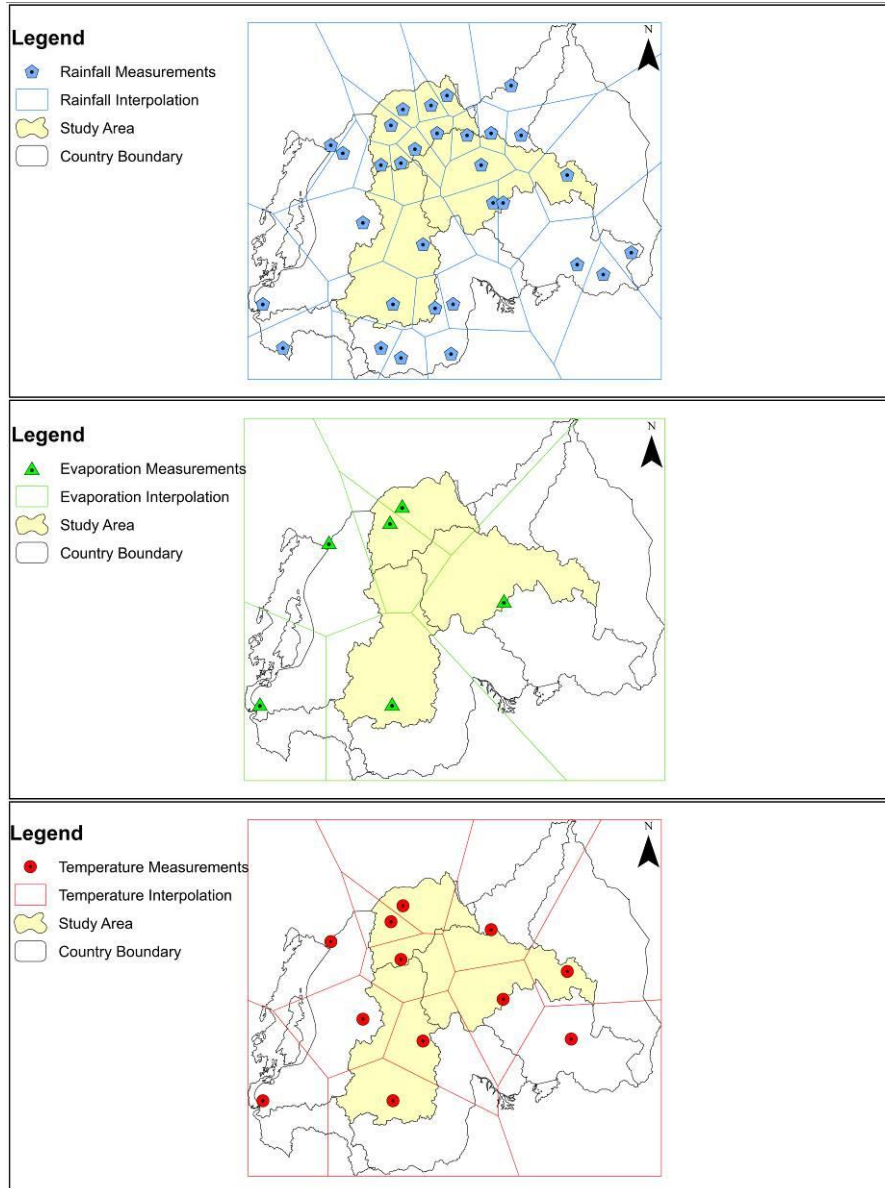 Legend
Rainfall Measurements
Rainfall Interpolation
Study Area
Country Boundary
N
Legend
Evaporation Measurements
Evaporation Interpolation
Study Area
Country Boundary
N
Legend
Temperature Measurements
Temperature Interpolation
Study Area
Country Boundary
N